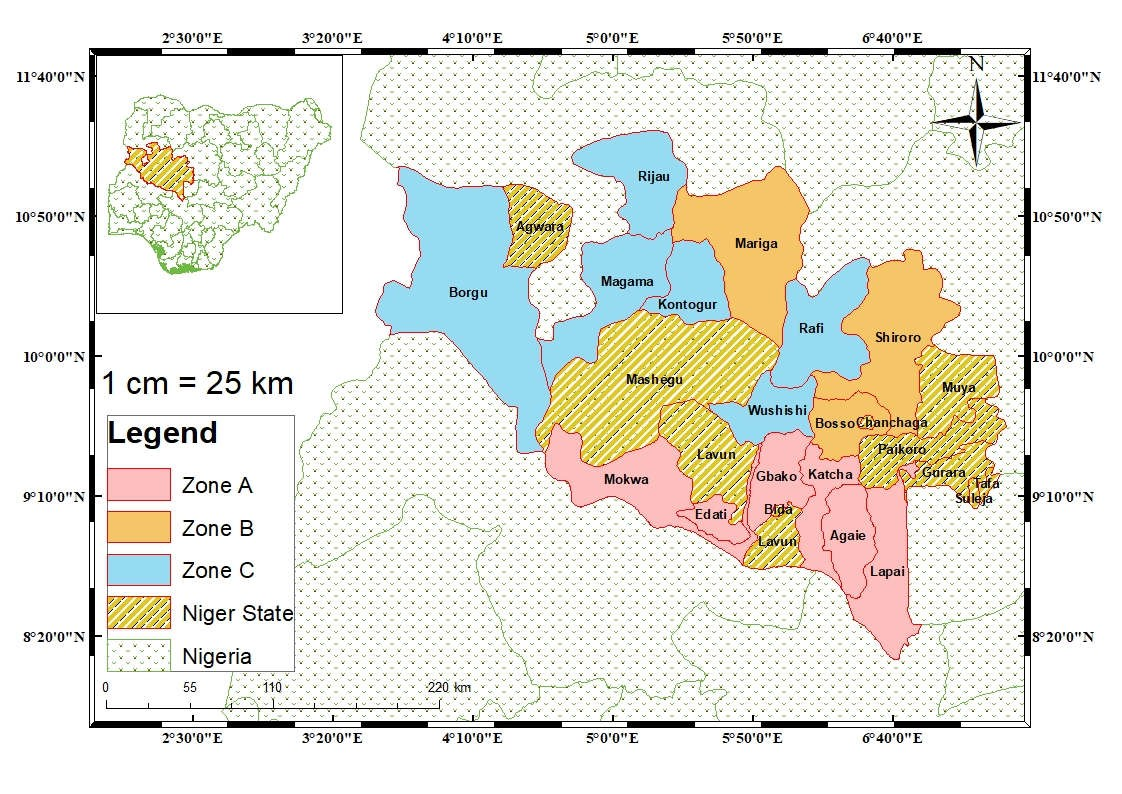 2°30'0"E 3°20'0"E 4°10'0"E 5°0'0"E 5°50'0"E 6°40'0"E
11°40'0"N 11°40'0"N
N
Rijau
10°50'0"N 10°50'0"N
Agwara
Mariga
Magama
Borgu
Kontogur
Rafi
Shiroro
10°0'0"N 10°0'0"N
1 cm = 25 km
Mashegu
Muya
Wushishi
Bosso Chanchaga
Legend
Paikoro
Lavun
Gbako Katcha Gurara
Mokwa
Tafa
Zone A
9°10'0"N 9°10'0"N
Suleja
Edati
Bida
Zone B
Lavun
Agaie
Zone C
Lapai
Niger State
8°20'0"N 8°20'0"N
Nigeria
0 55 110 220 km
2°30'0"E 3°20'0"E 4°10'0"E 5°0'0"E 5°50'0"E 6°40'0"E